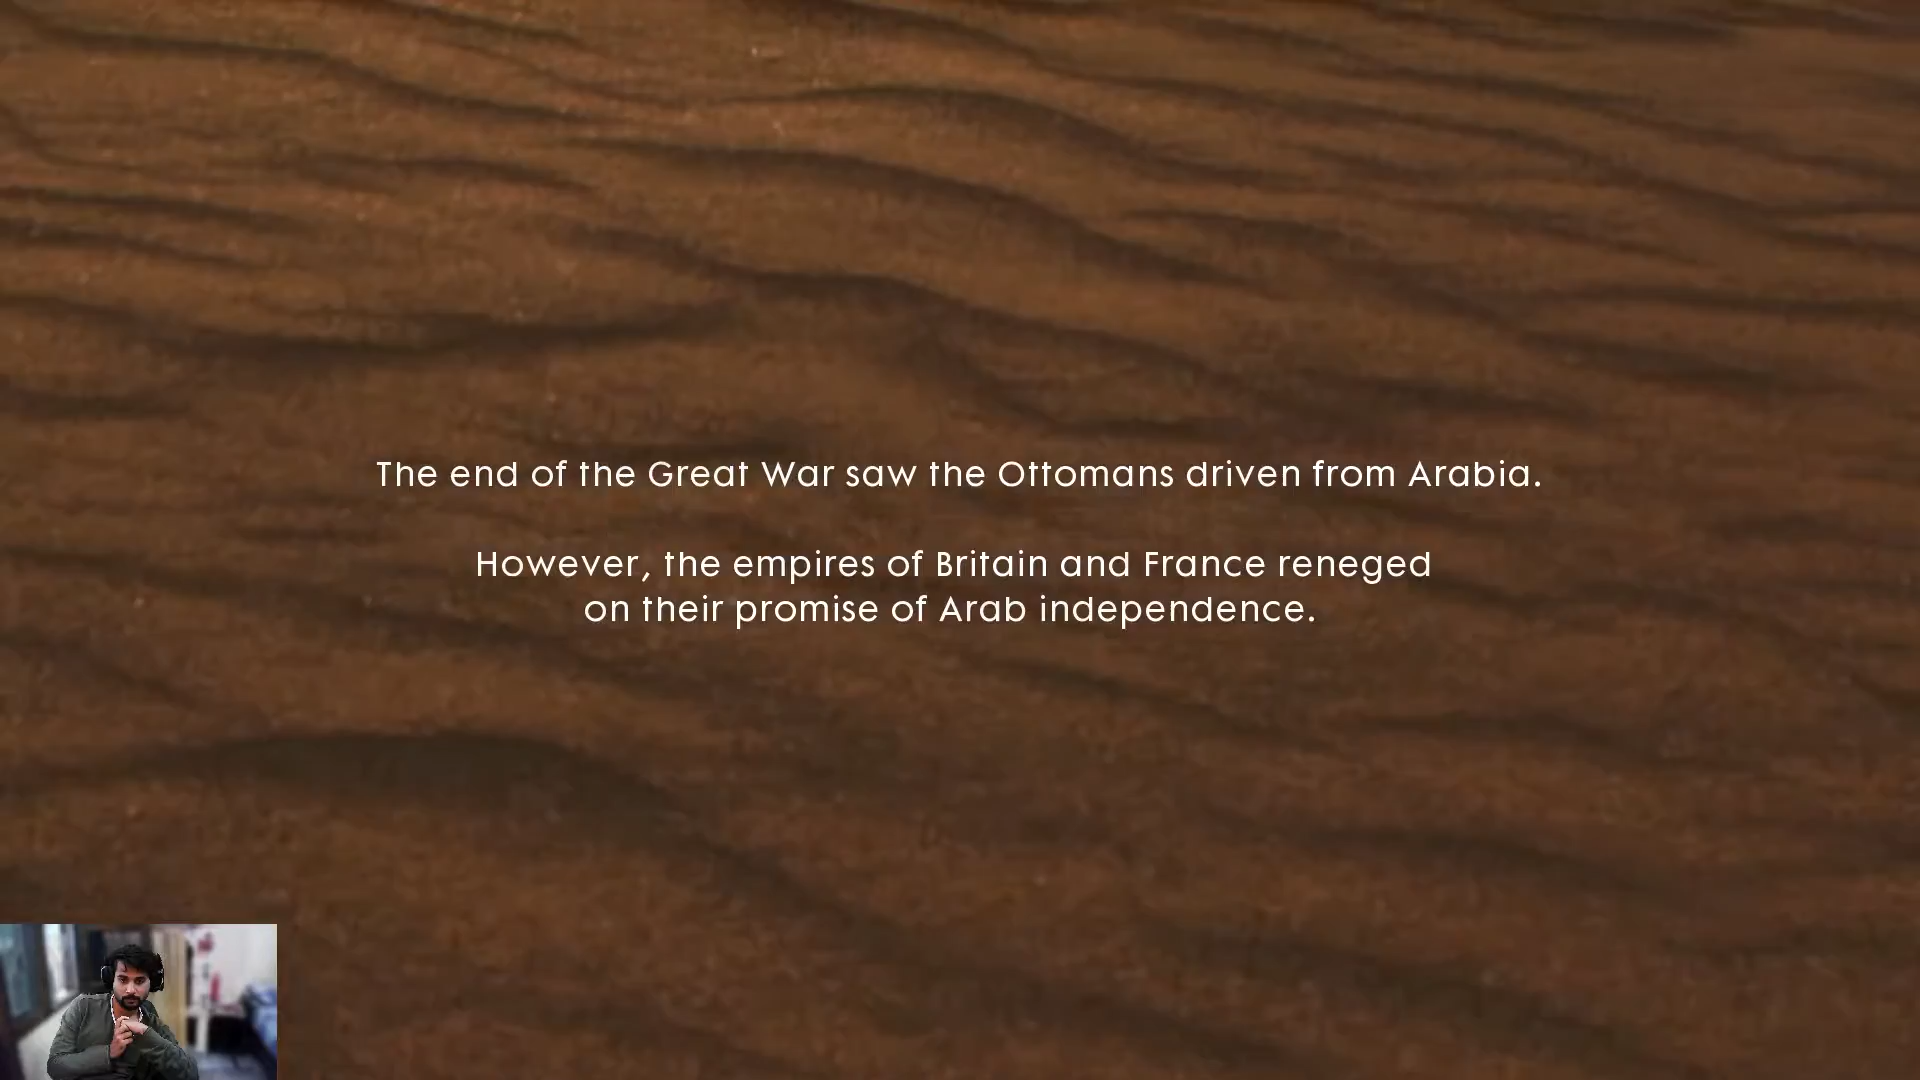 The end of the Great War saw the Ottomans driven from Arabia.
However, the empires of Britain and France reneged
on their promise of Arab independence.